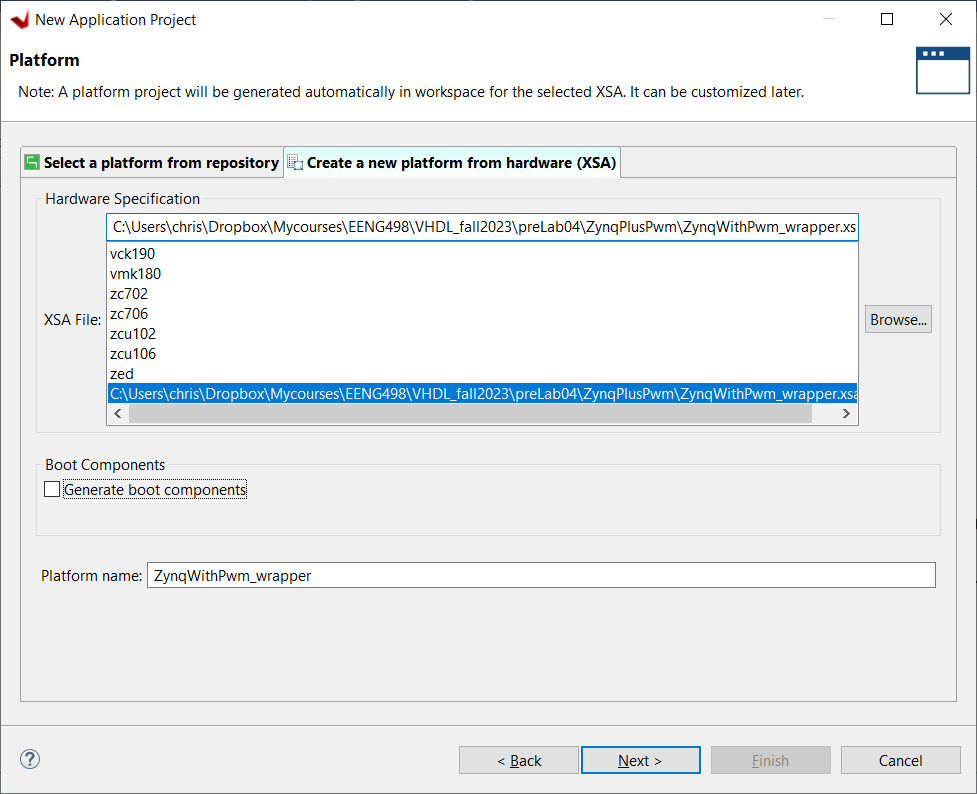 New Application Project
Platform
Note: A platform project will be generated automatically in workspace for the selected XSA. It can be customized later.
Select a platform from repository
Create a new platform from hardware (XSA)
Hardware Specification
C:\Users\chris\Dropbox\Mycourses\EENG498\VHDL_fall2023\preLab04\ZynqPlusPwm\ZynqWithPwm_wrapper.xs
vck190
vmk180
zc702
zc706
XSA File:
Browse...
zcu102
zcu106
zed
C:\Users\chris\Dropbox\Mycourses\EENG498\VHDL_fall2023\preLab04\ZynqPlusPwm\ZynqWithPwm_wrapper.xsa
Boot Components
Generate boot components
Platform name: ZynqWithPwm_wrapper
?
< Back
Next >
Finish
Cancel